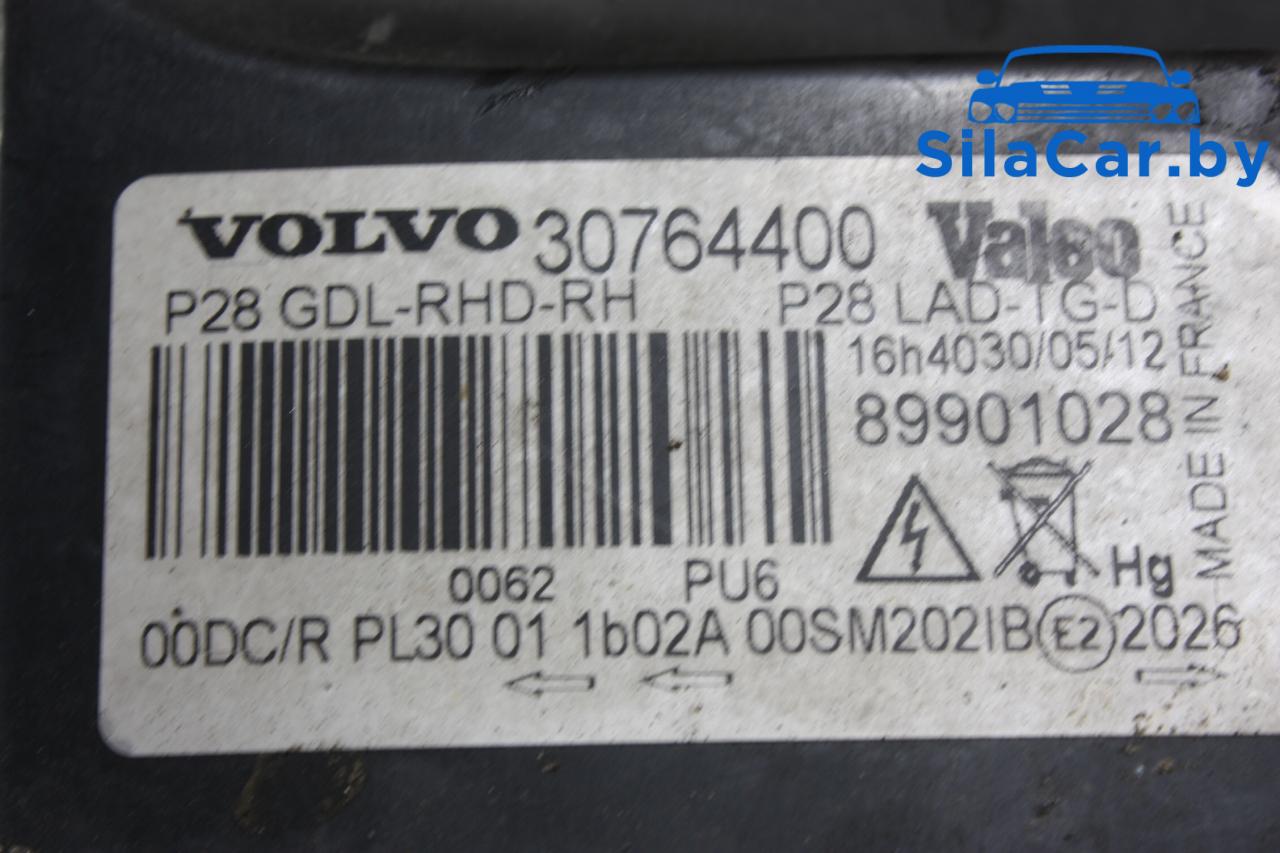 SilaCar.by
VOLVO 30764400 Valeo
P28 GDL-RHD-RH P28 LAD-TG-D
16h4030/05/12
89901028
MADE IN FRANCE
Hg
0062 PU6
00DC/R PL30 01 1b02A 00SM202IB E2 2026